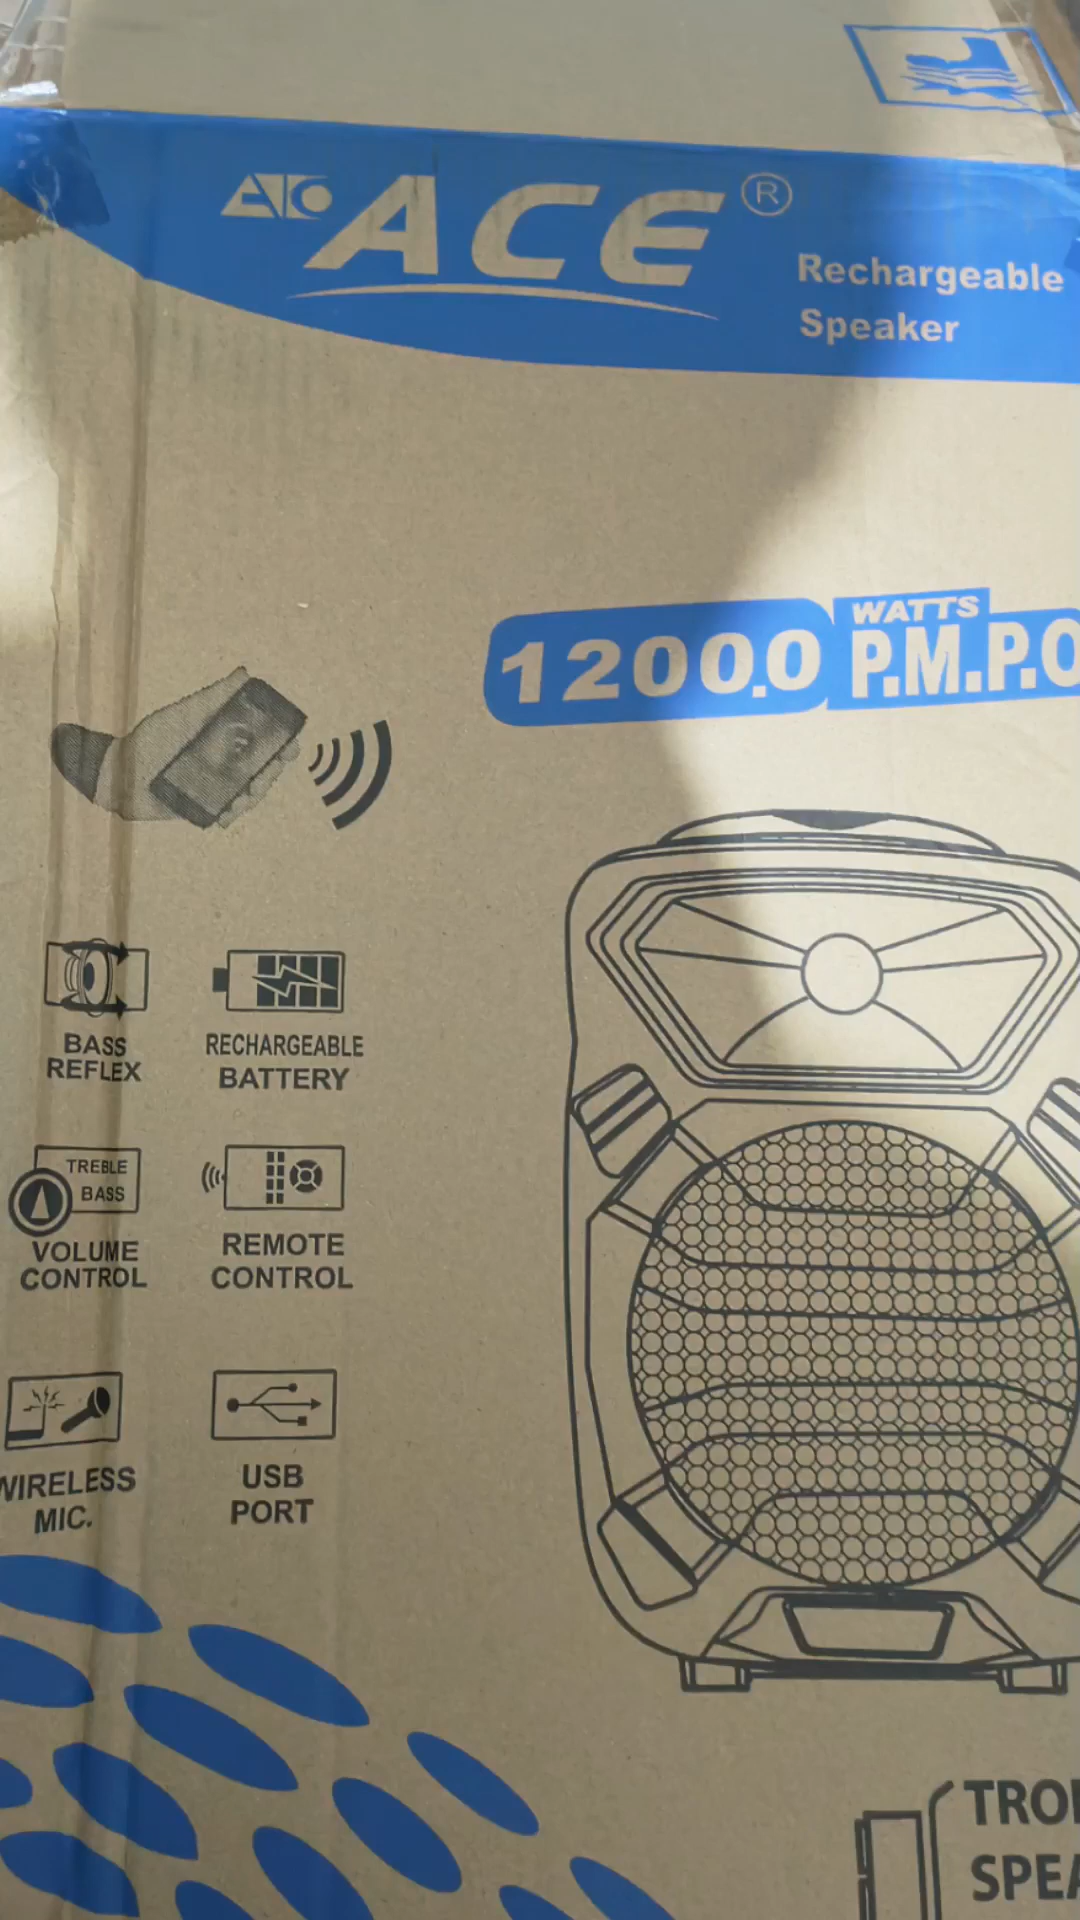 ACE ®
Rechargeable
Speaker
WATTS
12000.0 P.M.P.O
BASS
REFLEX
RECHARGEABLE
BATTERY
TREBLE
BASS
VOLUME
CONTROL
REMOTE
CONTROL
WIRELESS
MIC.
USB
PORT